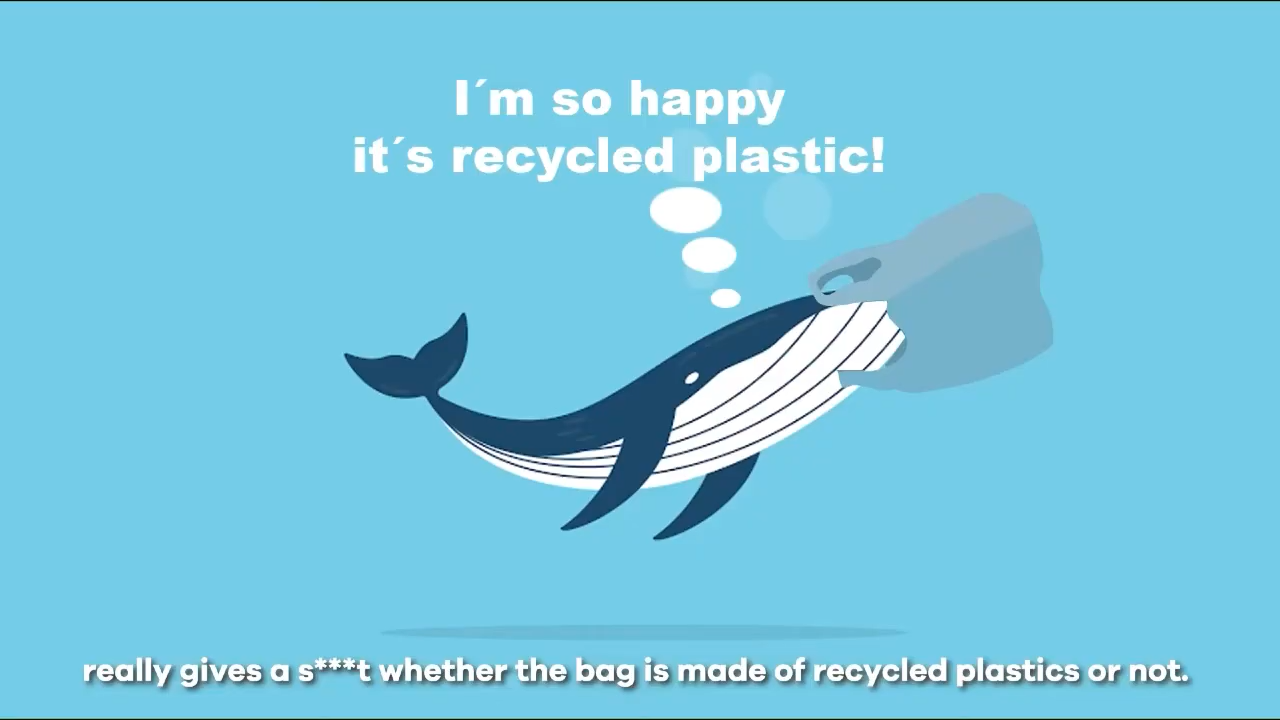 I´m so happy
it´s recycled plastic!
really gives a s***t whether the bag is made of recycled plastics or not.